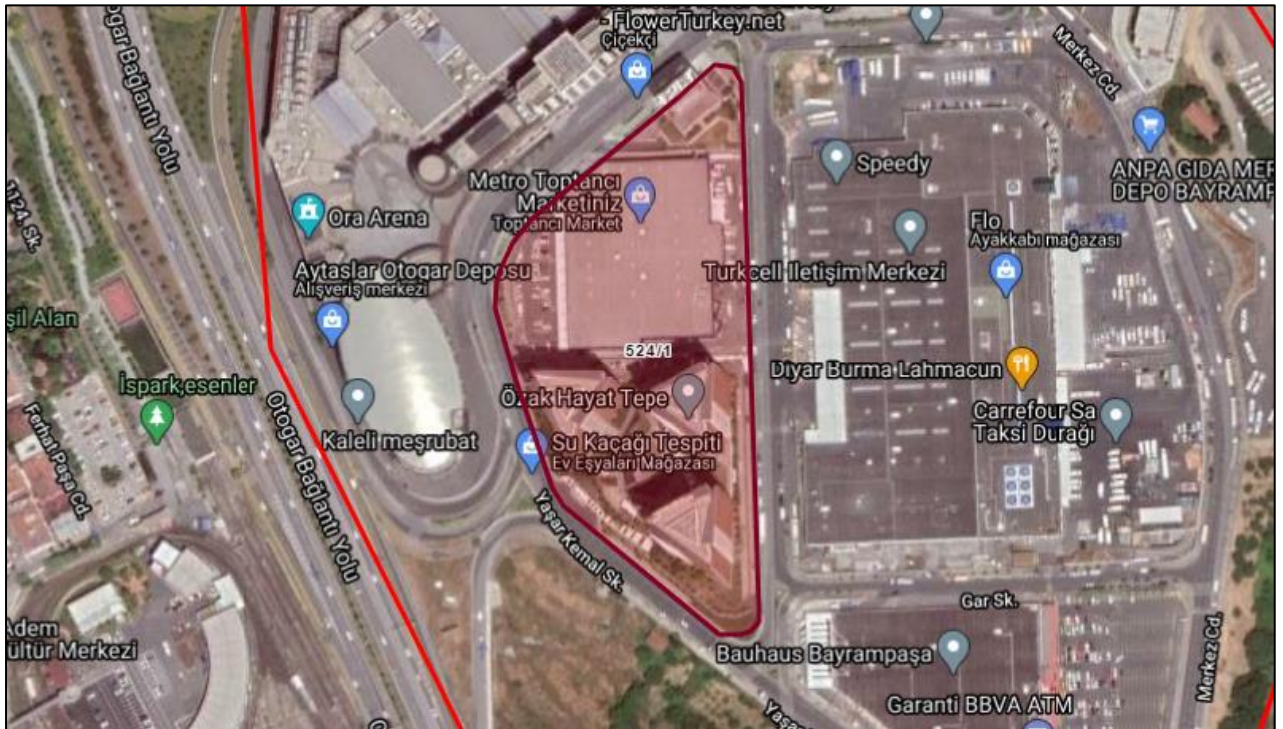 - FlowerTurkey.net
Çiçekçi
Otogar Bağlantı Yolu
Merkez Cd.
Metro Toptancı
Marketiniz
Toptancı Market
Speedy
ANPA GIDA MER
DEPO BAYRAMP
1124 Sk.
Ora Arena
Flo
Ayakkabı mağazası
Aytaslar Otogar Deposu
Alışveriş merkezi
Turkcell Iletişim Merkezi
şil Alan
524/1
İspark,esenler
Özak Hayat Tepe
Diyar Burma Lahmacun
Kaleli meşrubat
Su Kaçağı Tespiti
Ev Eşyaları Mağazası
Carrefour Sa
Taksi Durağı
Ferhat Paşa Cd.
Otogar Bağlantı Yolu
Yaşar Kemal Sk.
Gar Sk.
Adem
ültür Merkezi
Bauhaus Bayrampaşa
Merkez Cd.
Garanti BBVA ATM
Yaşar